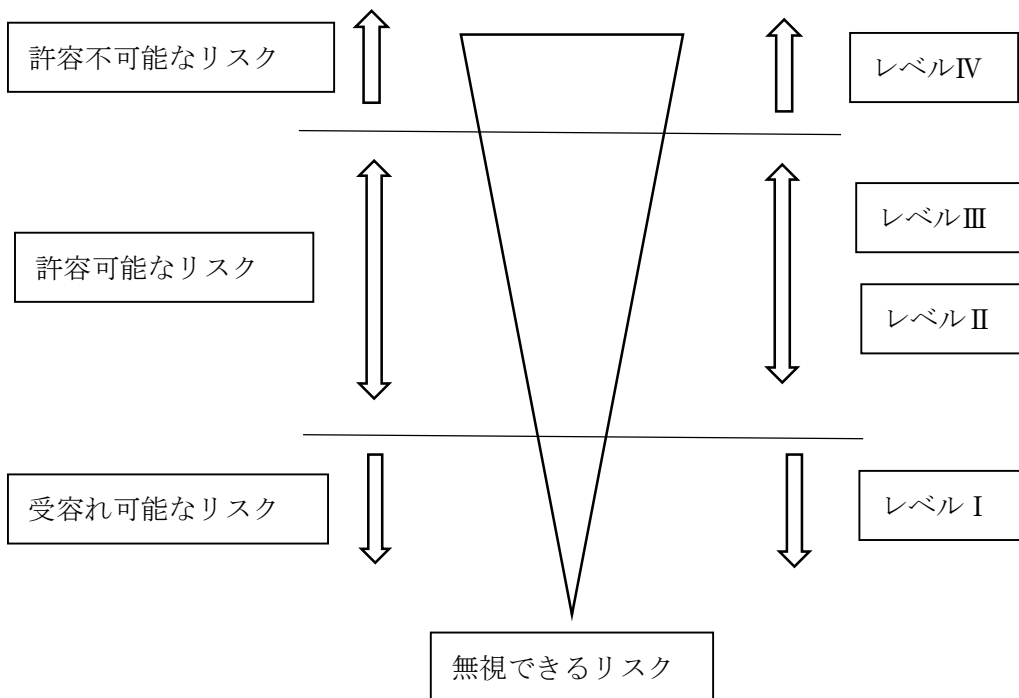 許容不可能なリスク
レベルⅣ
許容可能なリスク
レベルⅢ
レベルⅡ
受容れ可能なリスク
レベルⅠ
無視できるリスク